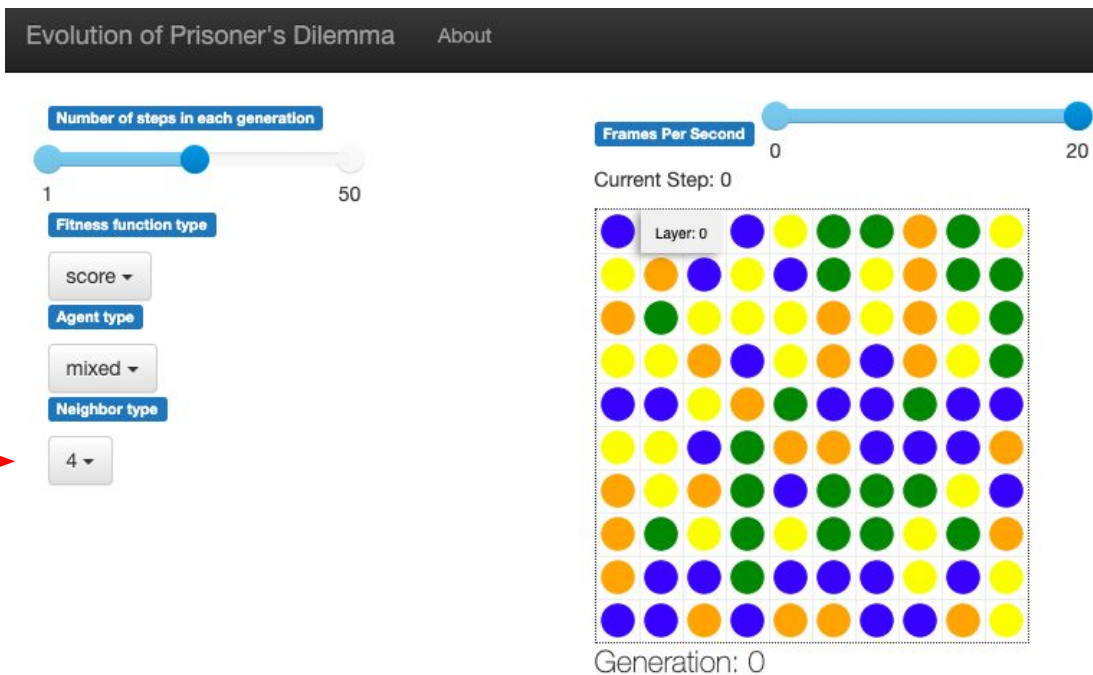 Evolution of Prisoner's Dilemma About
Number of steps in each generation
1 50
Fitness function type
score
Agent type
mixed
Neighbor type
4
Frames Per Second
0 20
Current Step: 0
Layer: 0
Generation: 0